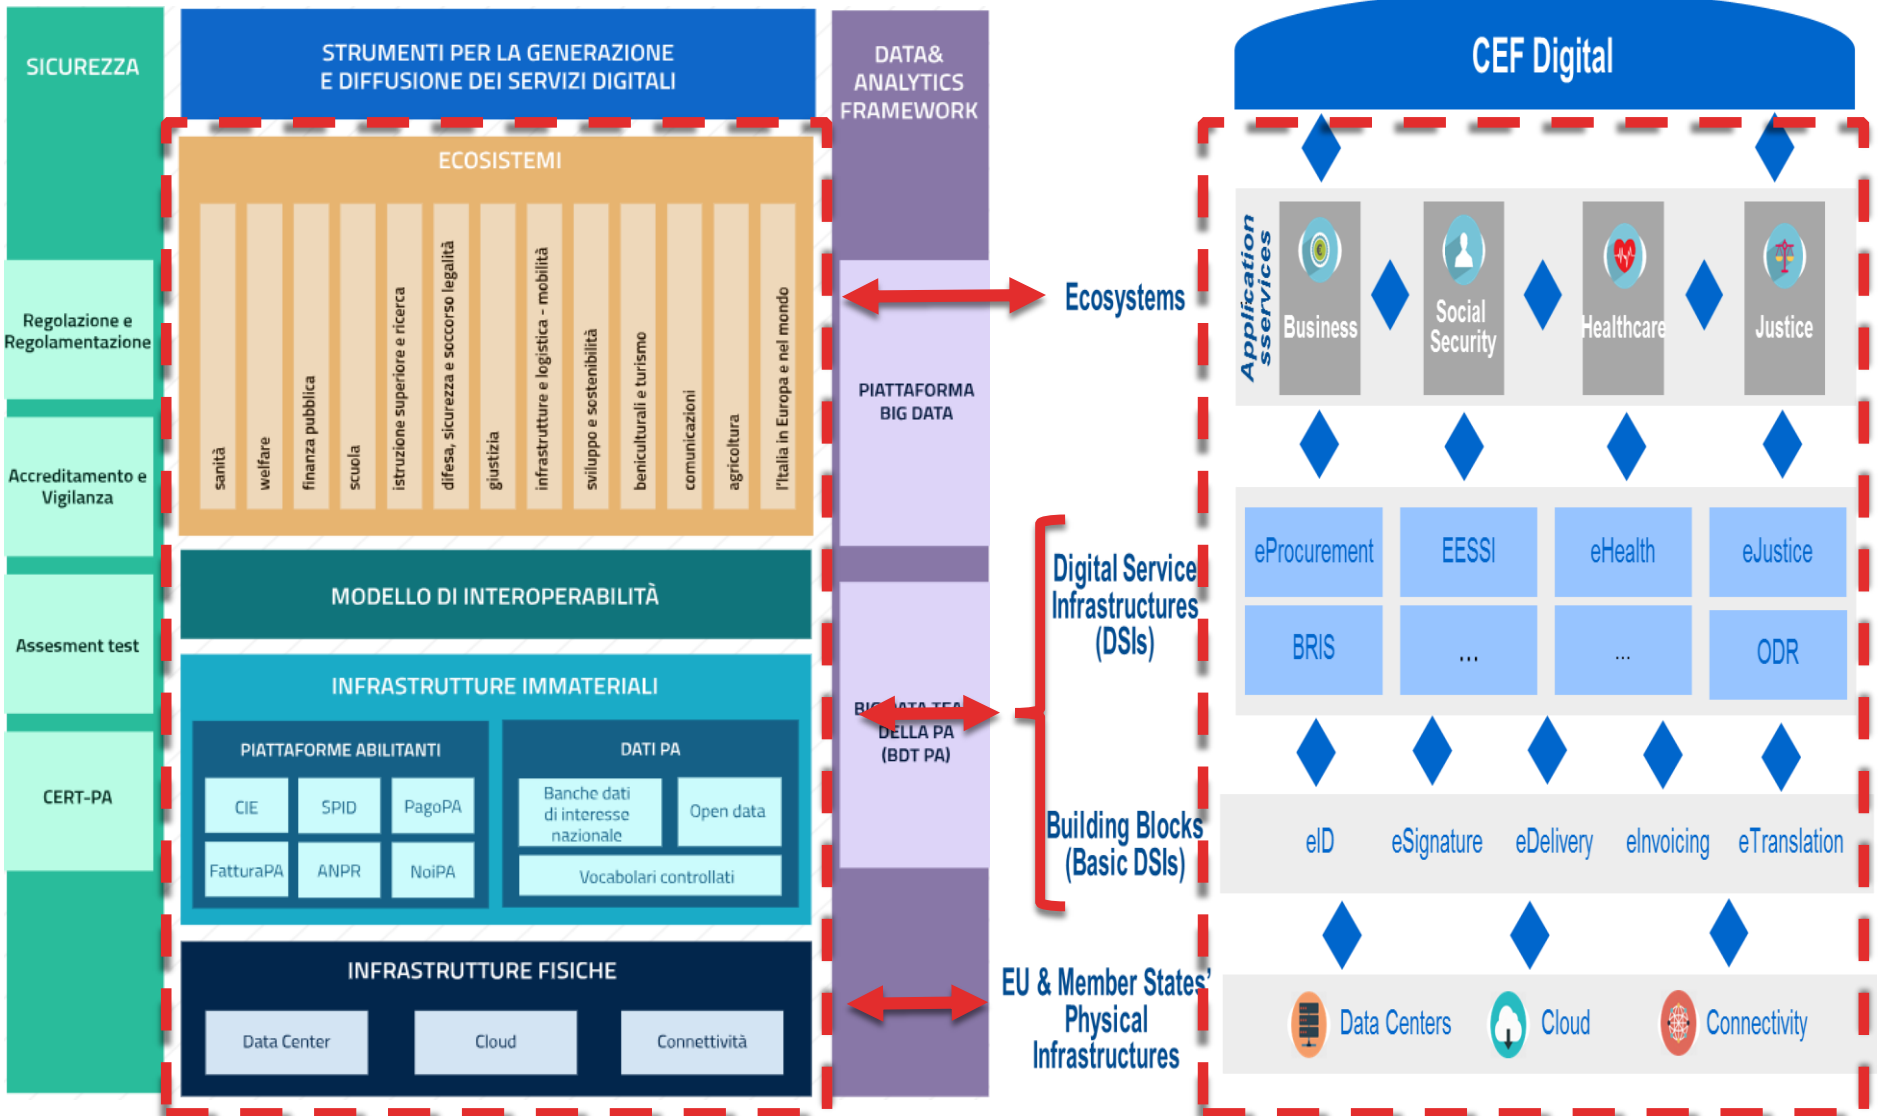 SICUREZZA
Regolazione e
Regolamentazione
Accreditamento e
Vigilanza
Assesment test
CERT-PA
STRUMENTI PER LA GENERAZIONE
E DIFFUSIONE DEI SERVIZI DIGITALI
ECOSISTEMI
sanità
welfare
finanza pubblica
scuola
istruzione superiore e ricerca
difesa, sicurezza e soccorso legalità
giustizia
infrastrutture e logistica - mobilità
sviluppo e sostenibilità
beniculturali e turismo
comunicazioni
agricoltura
l'Italia in Europa e nel mondo
MODELLO DI INTEROPERABILITÀ
INFRASTRUTTURE IMMATERIALI
PIATTAFORME ABILITANTI
CIE
SPID
PagoPA
FatturaPA
ANPR
NoiPA
DATI PA
Banche dati
di interesse
nazionale
Open data
Vocabolari controllati
INFRASTRUTTURE FISICHE
Data Center
Cloud
Connettività
DATA&
ANALYTICS
FRAMEWORK
PIATTAFORMA
BIG DATA
DELLA PA
(BDT PA)
Ecosystems
Digital Service
Infrastructures
(DSIs)
Building Blocks
(Basic DSIs)
EU & Member States'
Physical
Infrastructures
CEF Digital
Application
sservices
Business
Social
Security
Healthcare
Justice
eProcurement
EESSI
eHealth
eJustice
BRIS
...
...
ODR
eID
eSignature
eDelivery
eInvoicing
eTranslation
Data Centers
Cloud
Connectivity